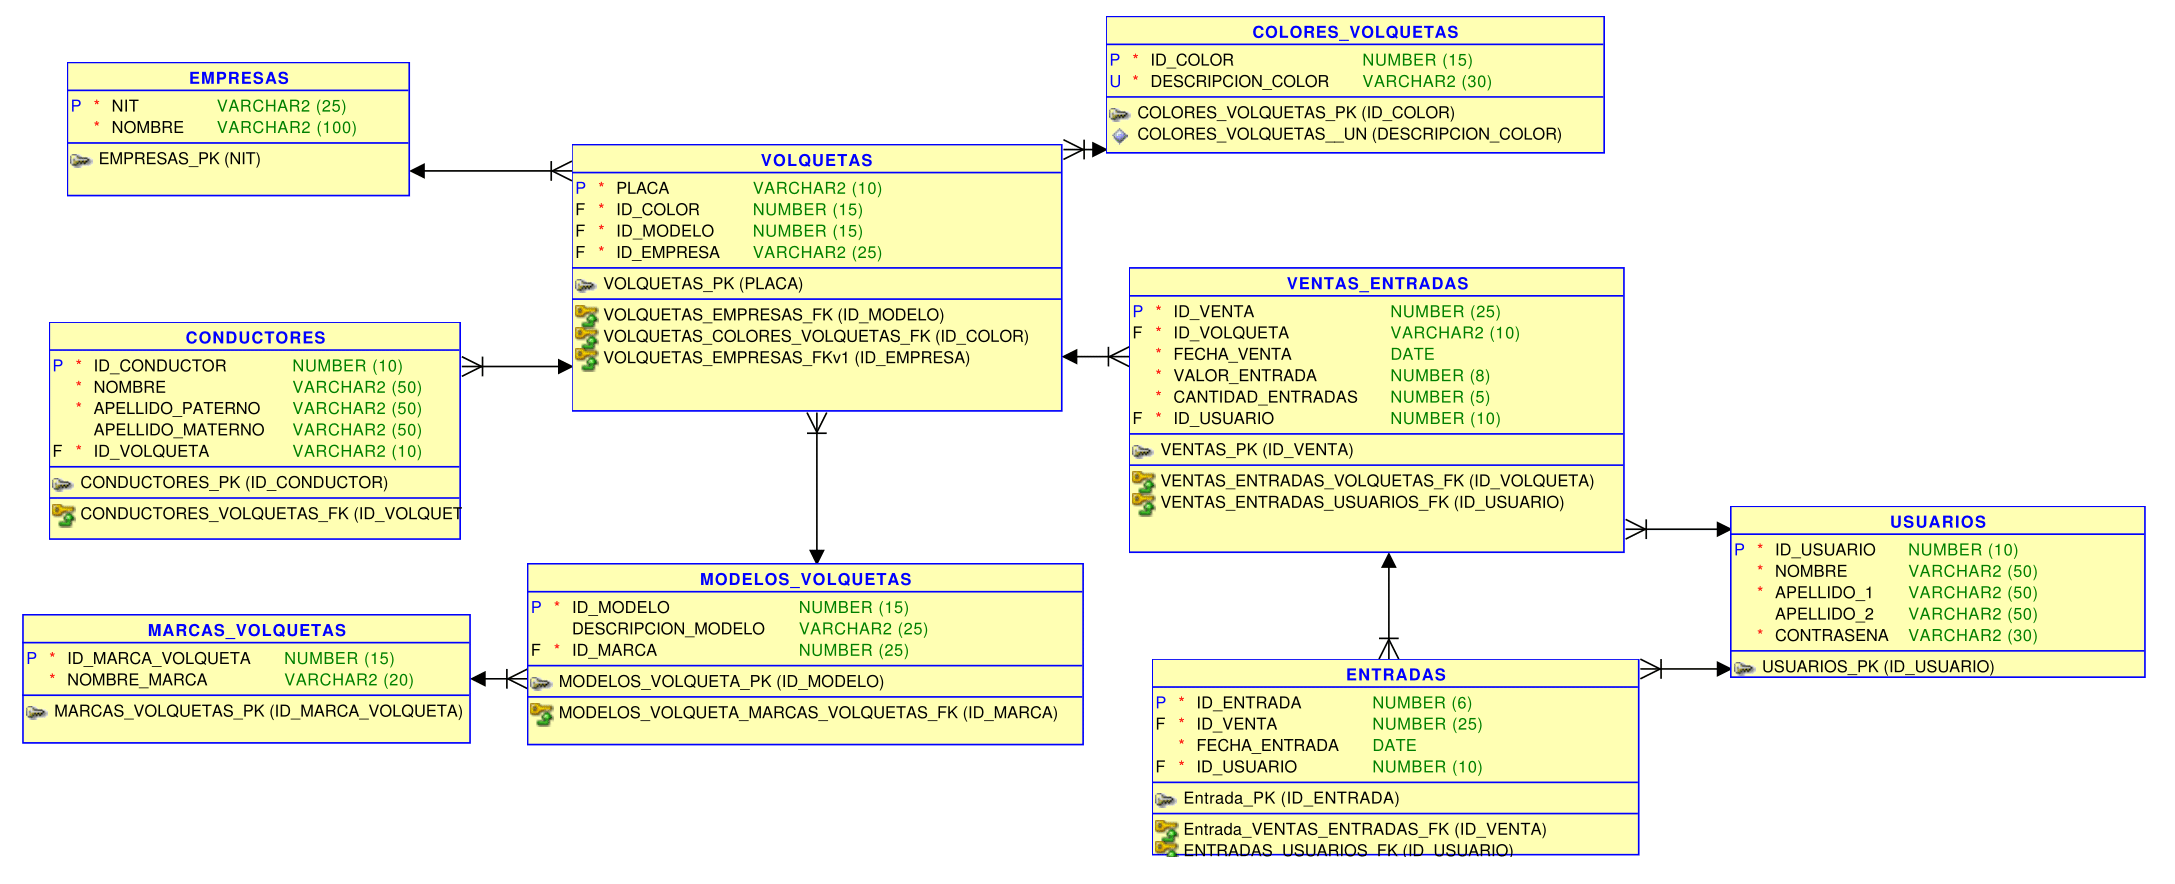 EMPRESAS
P * NIT VARCHAR2 (25)
* NOMBRE VARCHAR2 (100)
EMPRESAS_PK (NIT)
COLORES_VOLQUETAS
P * ID_COLOR NUMBER (15)
U * DESCRIPCION_COLOR VARCHAR2 (30)
COLORES_VOLQUETAS_PK (ID_COLOR)
COLORES_VOLQUETAS__UN (DESCRIPCION_COLOR)
VOLQUETAS
P * PLACA VARCHAR2 (10)
F * ID_COLOR NUMBER (15)
F * ID_MODELO NUMBER (15)
F * ID_EMPRESA VARCHAR2 (25)
VOLQUETAS_PK (PLACA)
VOLQUETAS_EMPRESAS_FK (ID_MODELO)
VOLQUETAS_COLORES_VOLQUETAS_FK (ID_COLOR)
VOLQUETAS_EMPRESAS_FKv1 (ID_EMPRESA)
CONDUCTORES
P * ID_CONDUCTOR NUMBER (10)
* NOMBRE VARCHAR2 (50)
* APELLIDO_PATERNO VARCHAR2 (50)
APELLIDO_MATERNO VARCHAR2 (50)
F * ID_VOLQUETA VARCHAR2 (10)
CONDUCTORES_PK (ID_CONDUCTOR)
CONDUCTORES_VOLQUETAS_FK (ID_VOLQUET
VENTAS_ENTRADAS
P * ID_VENTA NUMBER (25)
F * ID_VOLQUETA VARCHAR2 (10)
* FECHA_VENTA DATE
* VALOR_ENTRADA NUMBER (8)
* CANTIDAD_ENTRADAS NUMBER (5)
F * ID_USUARIO NUMBER (10)
VENTAS_PK (ID_VENTA)
VENTAS_ENTRADAS_VOLQUETAS_FK (ID_VOLQUETA)
VENTAS_ENTRADAS_USUARIOS_FK (ID_USUARIO)
USUARIOS
P * ID_USUARIO NUMBER (10)
* NOMBRE VARCHAR2 (50)
* APELLIDO_1 VARCHAR2 (50)
APELLIDO_2 VARCHAR2 (50)
* CONTRASENA VARCHAR2 (30)
USUARIOS_PK (ID_USUARIO)
MARCAS_VOLQUETAS
P * ID_MARCA_VOLQUETA NUMBER (15)
* NOMBRE_MARCA VARCHAR2 (20)
MARCAS_VOLQUETAS_PK (ID_MARCA_VOLQUETA)
MODELOS_VOLQUETAS
P * ID_MODELO NUMBER (15)
DESCRIPCION_MODELO VARCHAR2 (25)
F * ID_MARCA NUMBER (25)
MODELOS_VOLQUETA_PK (ID_MODELO)
MODELOS_VOLQUETA_MARCAS_VOLQUETAS_FK (ID_MARCA)
ENTRADAS
P * ID_ENTRADA NUMBER (6)
F * ID_VENTA NUMBER (25)
* FECHA_ENTRADA DATE
F * ID_USUARIO NUMBER (10)
Entrada_PK (ID_ENTRADA)
Entrada_VENTAS_ENTRADAS_FK (ID_VENTA)
ENTRADAS_USUARIOS_FK (ID_USUARIO)